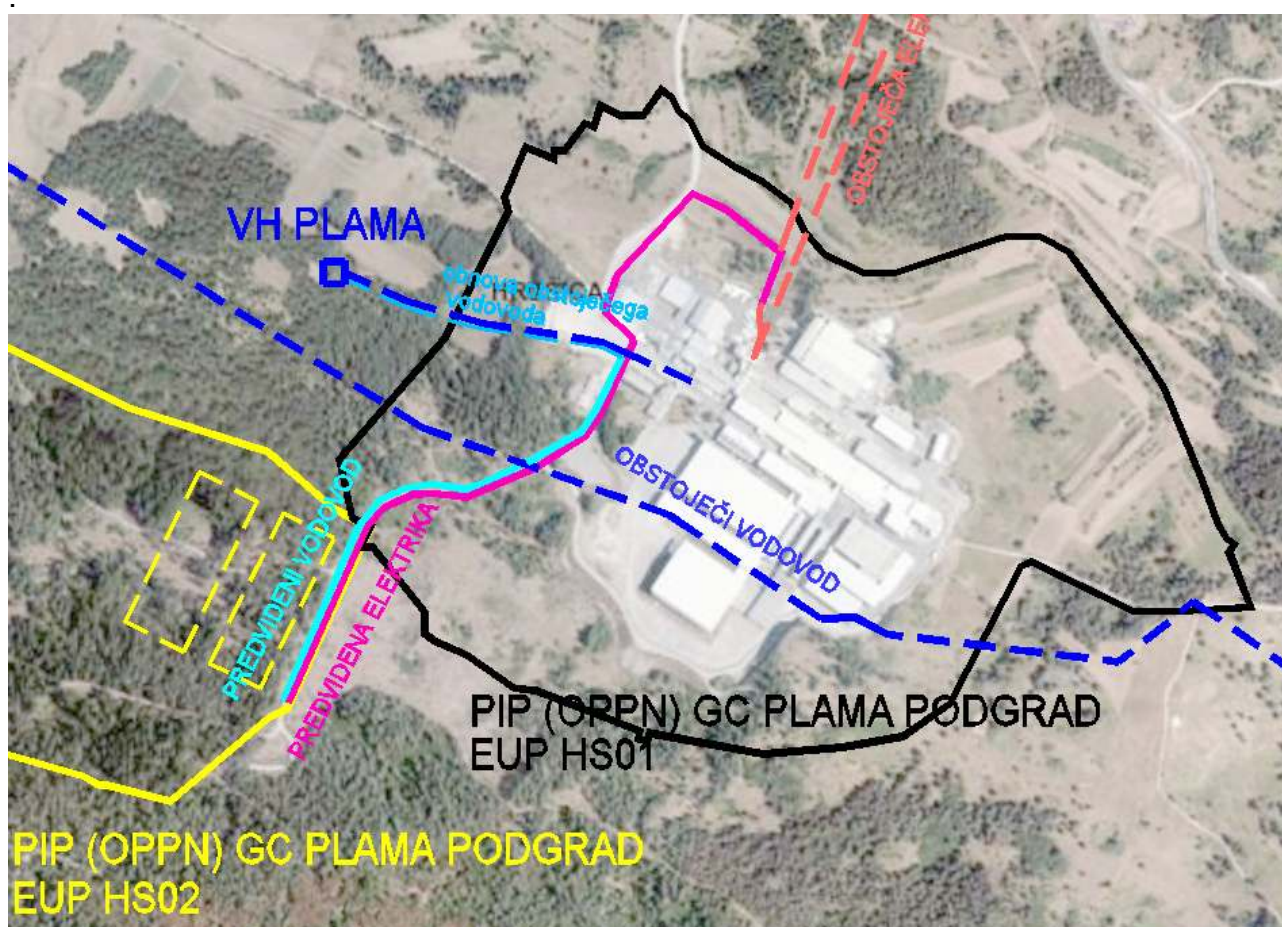 .
OBSTOJEČA ELE
VH PLAMA
obnova obstoječega
vodovoda
OBSTOJEČI VODOVOD
PREDVIDENI VODOVOD
PREDVIDENA ELEKTRIKA
PIP (OPPN) GC PLAMA PODGRAD
EUP HS01
PIP (OPPN) GC PLAMA PODGRAD
EUP HS02